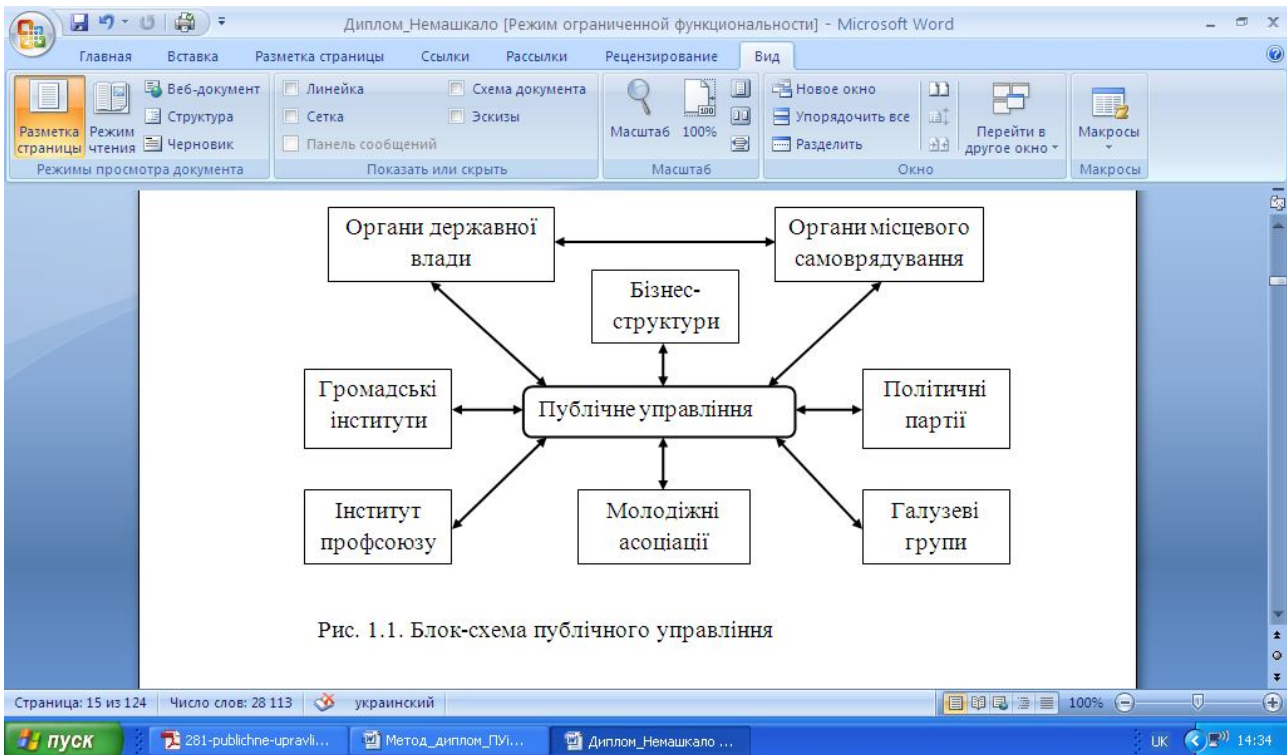 Диплом_Немашкало [Режим ограниченной функциональности] - Microsoft Word
Главная Вставка Разметка страницы Ссылки Рассылки Рецензирование Вид
Разметка страницы
Режим чтения
Веб-документ
Структура
Черновик
Режимы просмотра документа
Линейка
Сетка
Панель сообщений
Схема документа
Эскизы
Показать или скрыть
Масштаб
100%
Масштаб
Новое окно
Упорядочить все
Разделить
Перейти в
другое окно
Окно
Макросы
Макросы
Органи державної
влади
Органи місцевого
самоврядування
Бізнес-
структури
Громадські
інститути
Публічне управління
Політичні
партії
Інститут
профсоюзу
Молодіжні
асоціації
Галузеві
групи
Рис. 1.1. Блок-схема публічного управління
Страница: 15 из 124 Число слов: 28 113 украинский 100%
пуск 281-publichne-upravli... Метод_диплом_ПУі... Диплом_Немашкало ... UK 14:34